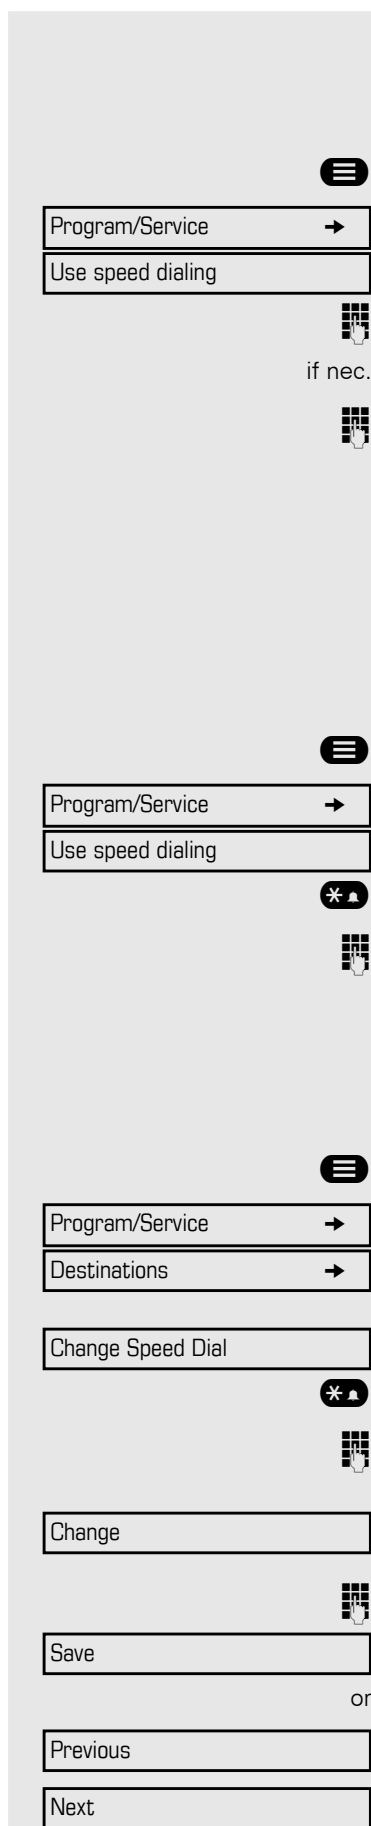 Program/Service
Use speed dialing
if nec.
Program/Service
Use speed dialing
Program/Service
Destinations
Change Speed Dial
Change
Save
or
Previous
Next